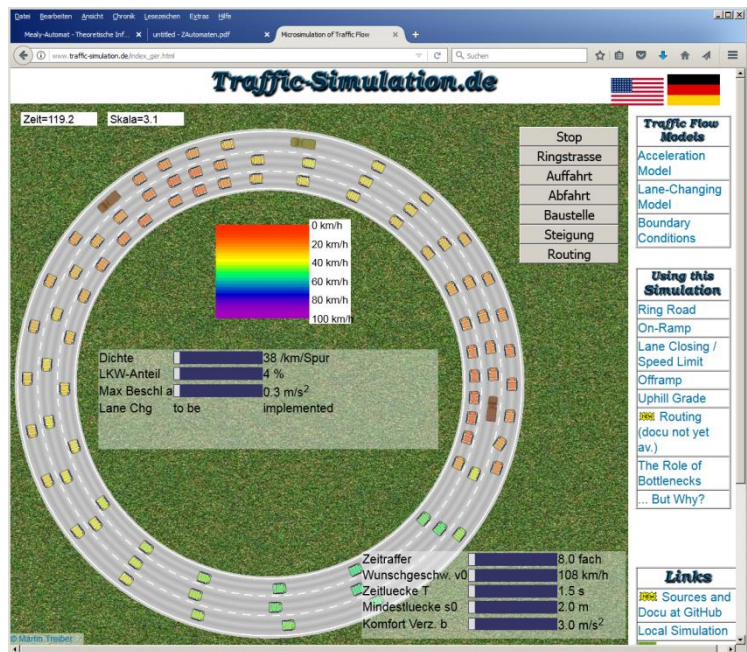 Datei Bearbeiten Ansicht Chronik Lesezeichen Extras Hilfe
Mealy-Automat - Theoretische Inf... × untitled - ZAutomaten.pdf × Microsimulation of Traffic Flow × +
www.traffic-simulation.de/index_ger.html
Suchen
Traffic-Simulation.de
Zeit=119.2 Skala=3.1
Stop
Ringstrasse
Auffahrt
Abfahrt
Baustelle
Steigung
Routing
0 km/h
20 km/h
40 km/h
60 km/h
80 km/h
100 km/h
Dichte 38 /km/Spur
LKW-Anteil 4 %
Max Beschl a 0.3 m/s²
Lane Chg to be implemented
Zeitraffer 8.0 fach
Wunschgeschw. v0 108 km/h
Zeitluecke T 1.5 s
Mindestluecke s0 2.0 m
Komfort Verz. b 3.0 m/s²
© Martin Treiber
Traffic Flow
Models
Acceleration
Model
Lane-Changing
Model
Boundary
Conditions
Using this
Simulation
Ring Road
On-Ramp
Lane Closing /
Speed Limit
Offramp
Uphill Grade
Routing
(docu not yet
av.)
The Role of
Bottlenecks
... But Why?
Links
Sources and
Docu at GitHub
Local Simulation